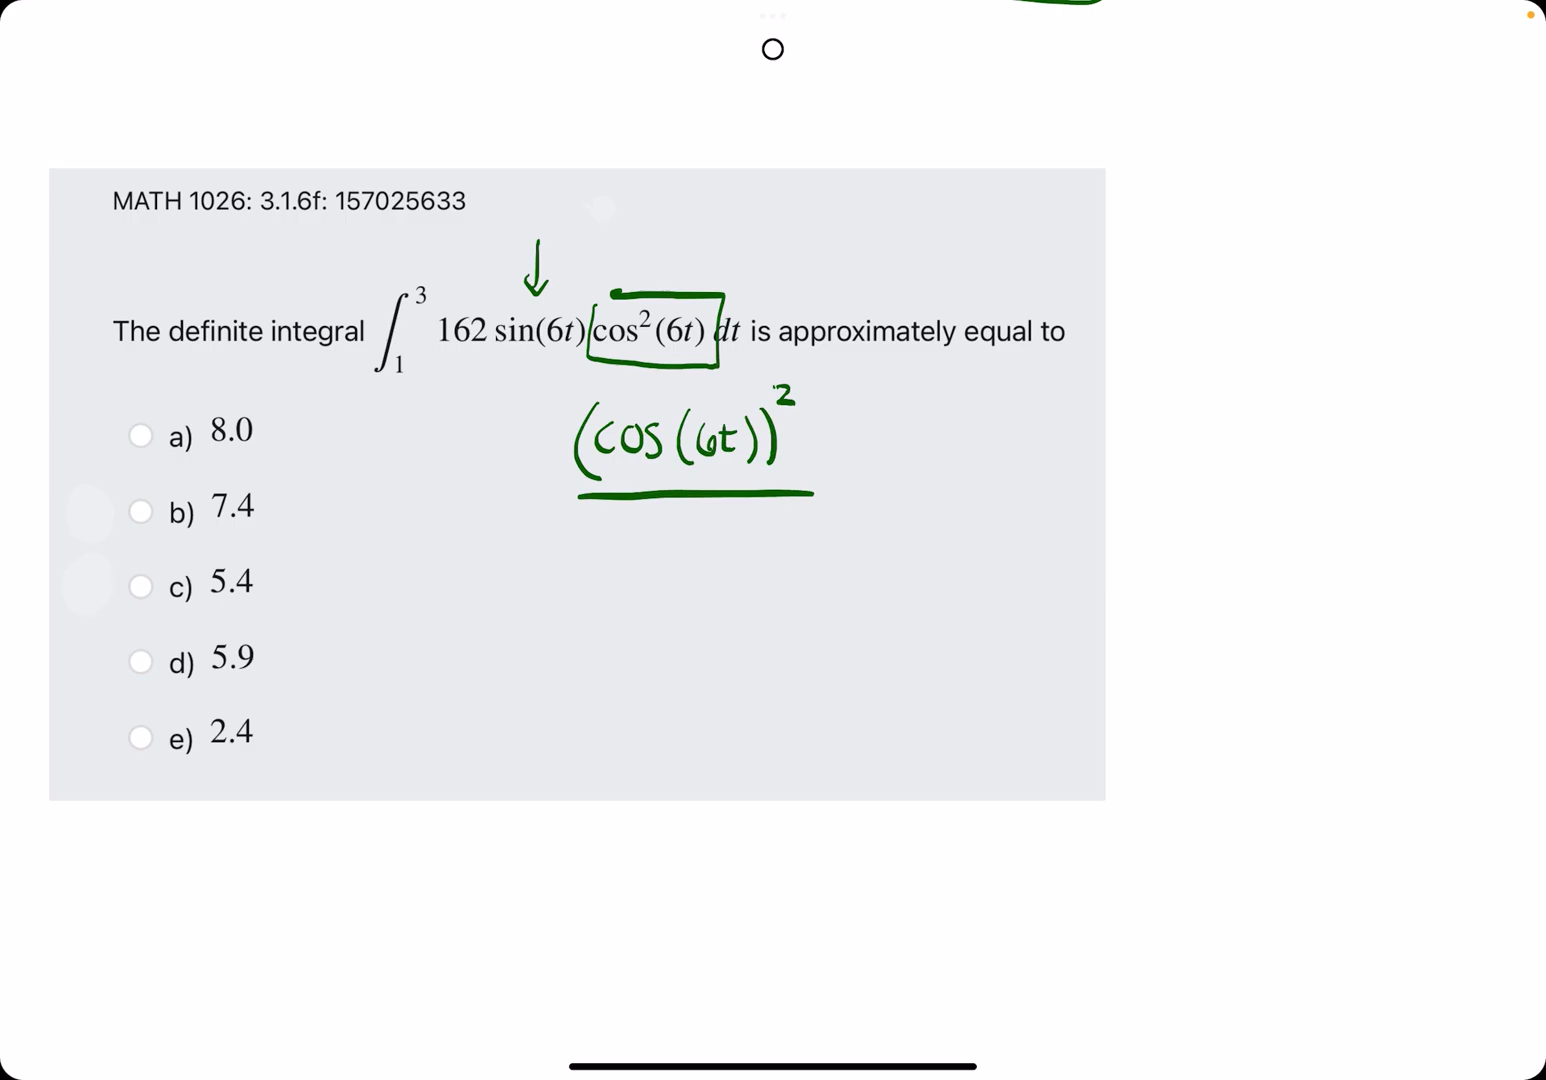 MATH 1026: 3.1.6f: 157025633
The definite integral ∫₁³ 162 sin(6t) cos²(6t) dt is approximately equal to
(cos(6t))²
a) 8.0
b) 7.4
c) 5.4
d) 5.9
e) 2.4